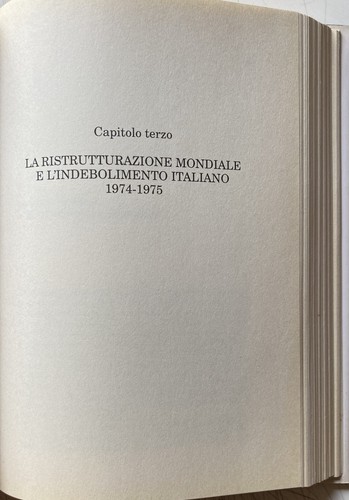 Capitolo terzo
LA RISTRUTTURAZIONE MONDIALE
E L'INDEBOLIMENTO ITALIANO
1974-1975